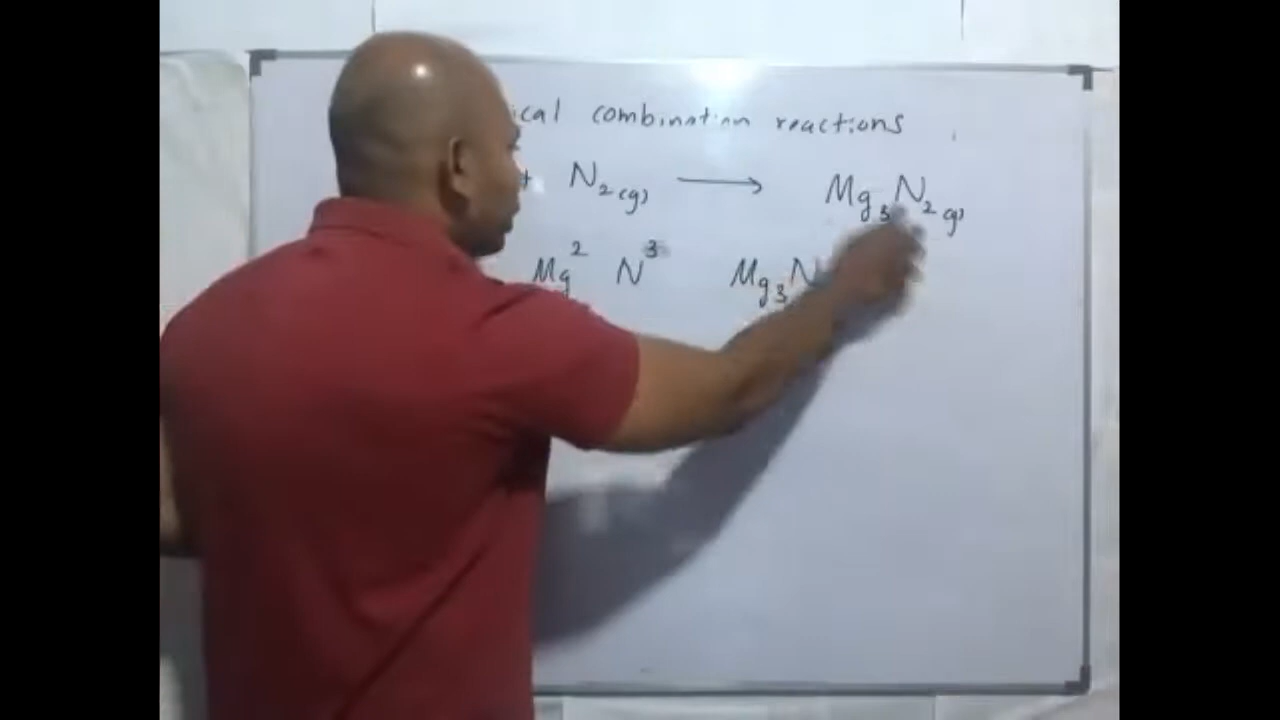 ical combination reactions
+ N₂(g) ⟶ Mg₃N₂(g)
Mg² N³ Mg₃N